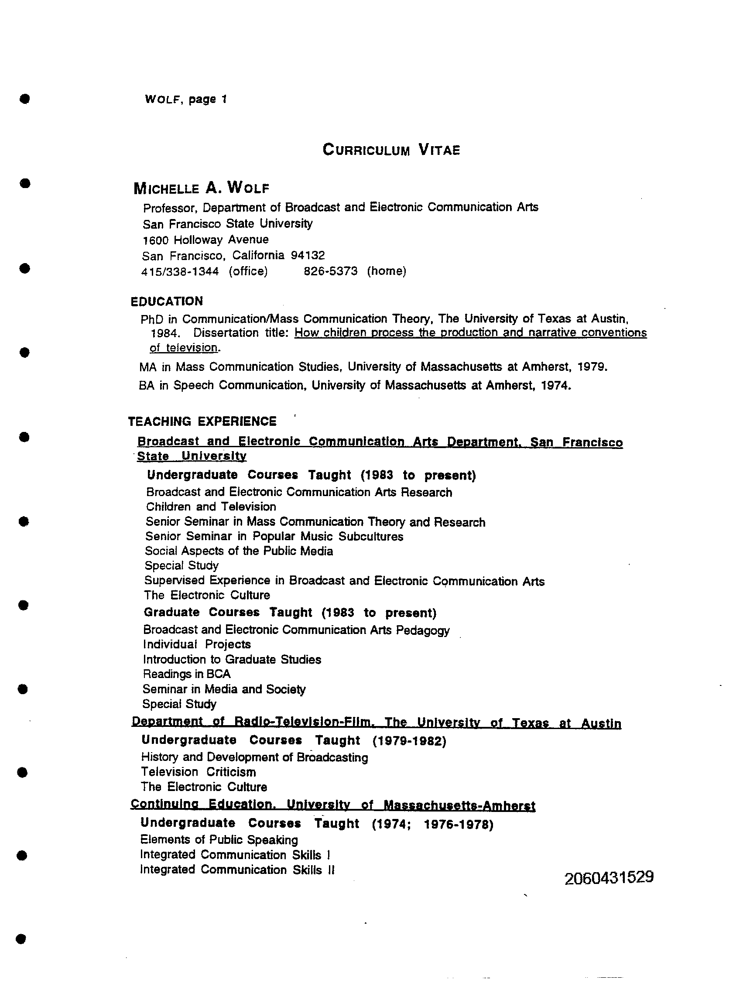 WOLF, page 1
CURRICULUM VITAE
MICHELLE A. WOLF
Professor, Department of Broadcast and Electronic Communication Arts
San Francisco State University
1600 Holloway Avenue
San Francisco, California 94132
415/338-1344 (office) 826-5373 (home)
EDUCATION
PhD in Communication/Mass Communication Theory, The University of Texas at Austin,
1984. Dissertation title: How children process the production and narrative conventions
of television.
MA in Mass Communication Studies, University of Massachusetts at Amherst, 1979.
BA in Speech Communication, University of Massachusetts at Amherst, 1974.
TEACHING EXPERIENCE
Broadcast and Electronic Communication Arts Department, San Francisco
State University
Undergraduate Courses Taught (1983 to present)
Broadcast and Electronic Communication Arts Research
Children and Television
Senior Seminar in Mass Communication Theory and Research
Senior Seminar in Popular Music Subcultures
Social Aspects of the Public Media
Special Study
Supervised Experience in Broadcast and Electronic Communication Arts
The Electronic Culture
Graduate Courses Taught (1983 to present)
Broadcast and Electronic Communication Arts Pedagogy
Individual Projects
Introduction to Graduate Studies
Readings in BCA
Seminar in Media and Society
Special Study
Department of Radio-Television-Film, The University of Texas at Austin
Undergraduate Courses Taught (1979-1982)
History and Development of Broadcasting
Television Criticism
The Electronic Culture
Continuing Education, University of Massachusetts-Amherst
Undergraduate Courses Taught (1974; 1976-1978)
Elements of Public Speaking
Integrated Communication Skills I
Integrated Communication Skills II
2060431529